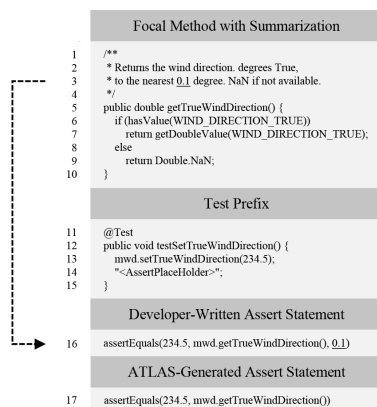 Focal Method with Summarization
1 /**
2 * Returns the wind direction. degrees True,
3 * to the nearest 0.1 degree. NaN if not available.
4 */
5 public double getTrueWindDirection() {
6 if (hasValue(WIND_DIRECTION_TRUE))
7 return getDoubleValue(WIND_DIRECTION_TRUE);
8 else
9 return Double.NaN;
10 }
Test Prefix
11 @Test
12 public void testSetTrueWindDirection() {
13 mwd.setTrueWindDirection(234.5);
14 "<AssertPlaceHolder>";
15 }
Developer-Written Assert Statement
16 assertEquals(234.5, mwd.getTrueWindDirection(), 0.1)
ATLAS-Generated Assert Statement
17 assertEquals(234.5, mwd.getTrueWindDirection())